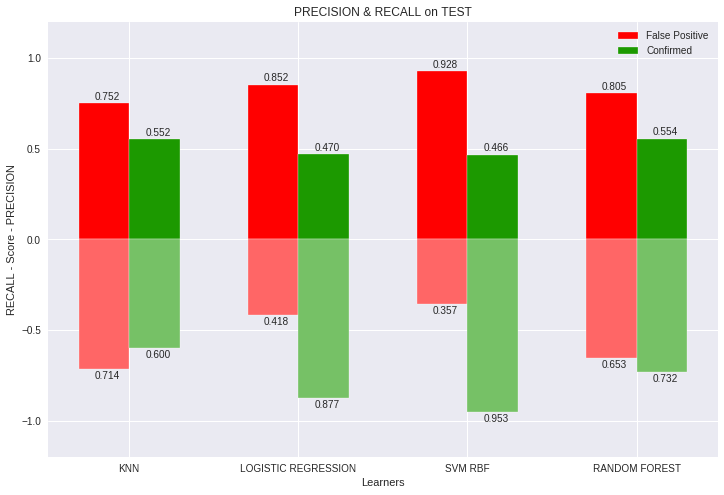 PRECISION & RECALL on TEST
False Positive
Confirmed
1.0
0.5
0.0
−0.5
−1.0
RECALL - Score - PRECISION
0.752
0.552
0.852
0.470
0.928
0.466
0.805
0.554
0.714
0.600
0.418
0.877
0.357
0.953
0.653
0.732
KNN
LOGISTIC REGRESSION
SVM RBF
RANDOM FOREST
Learners